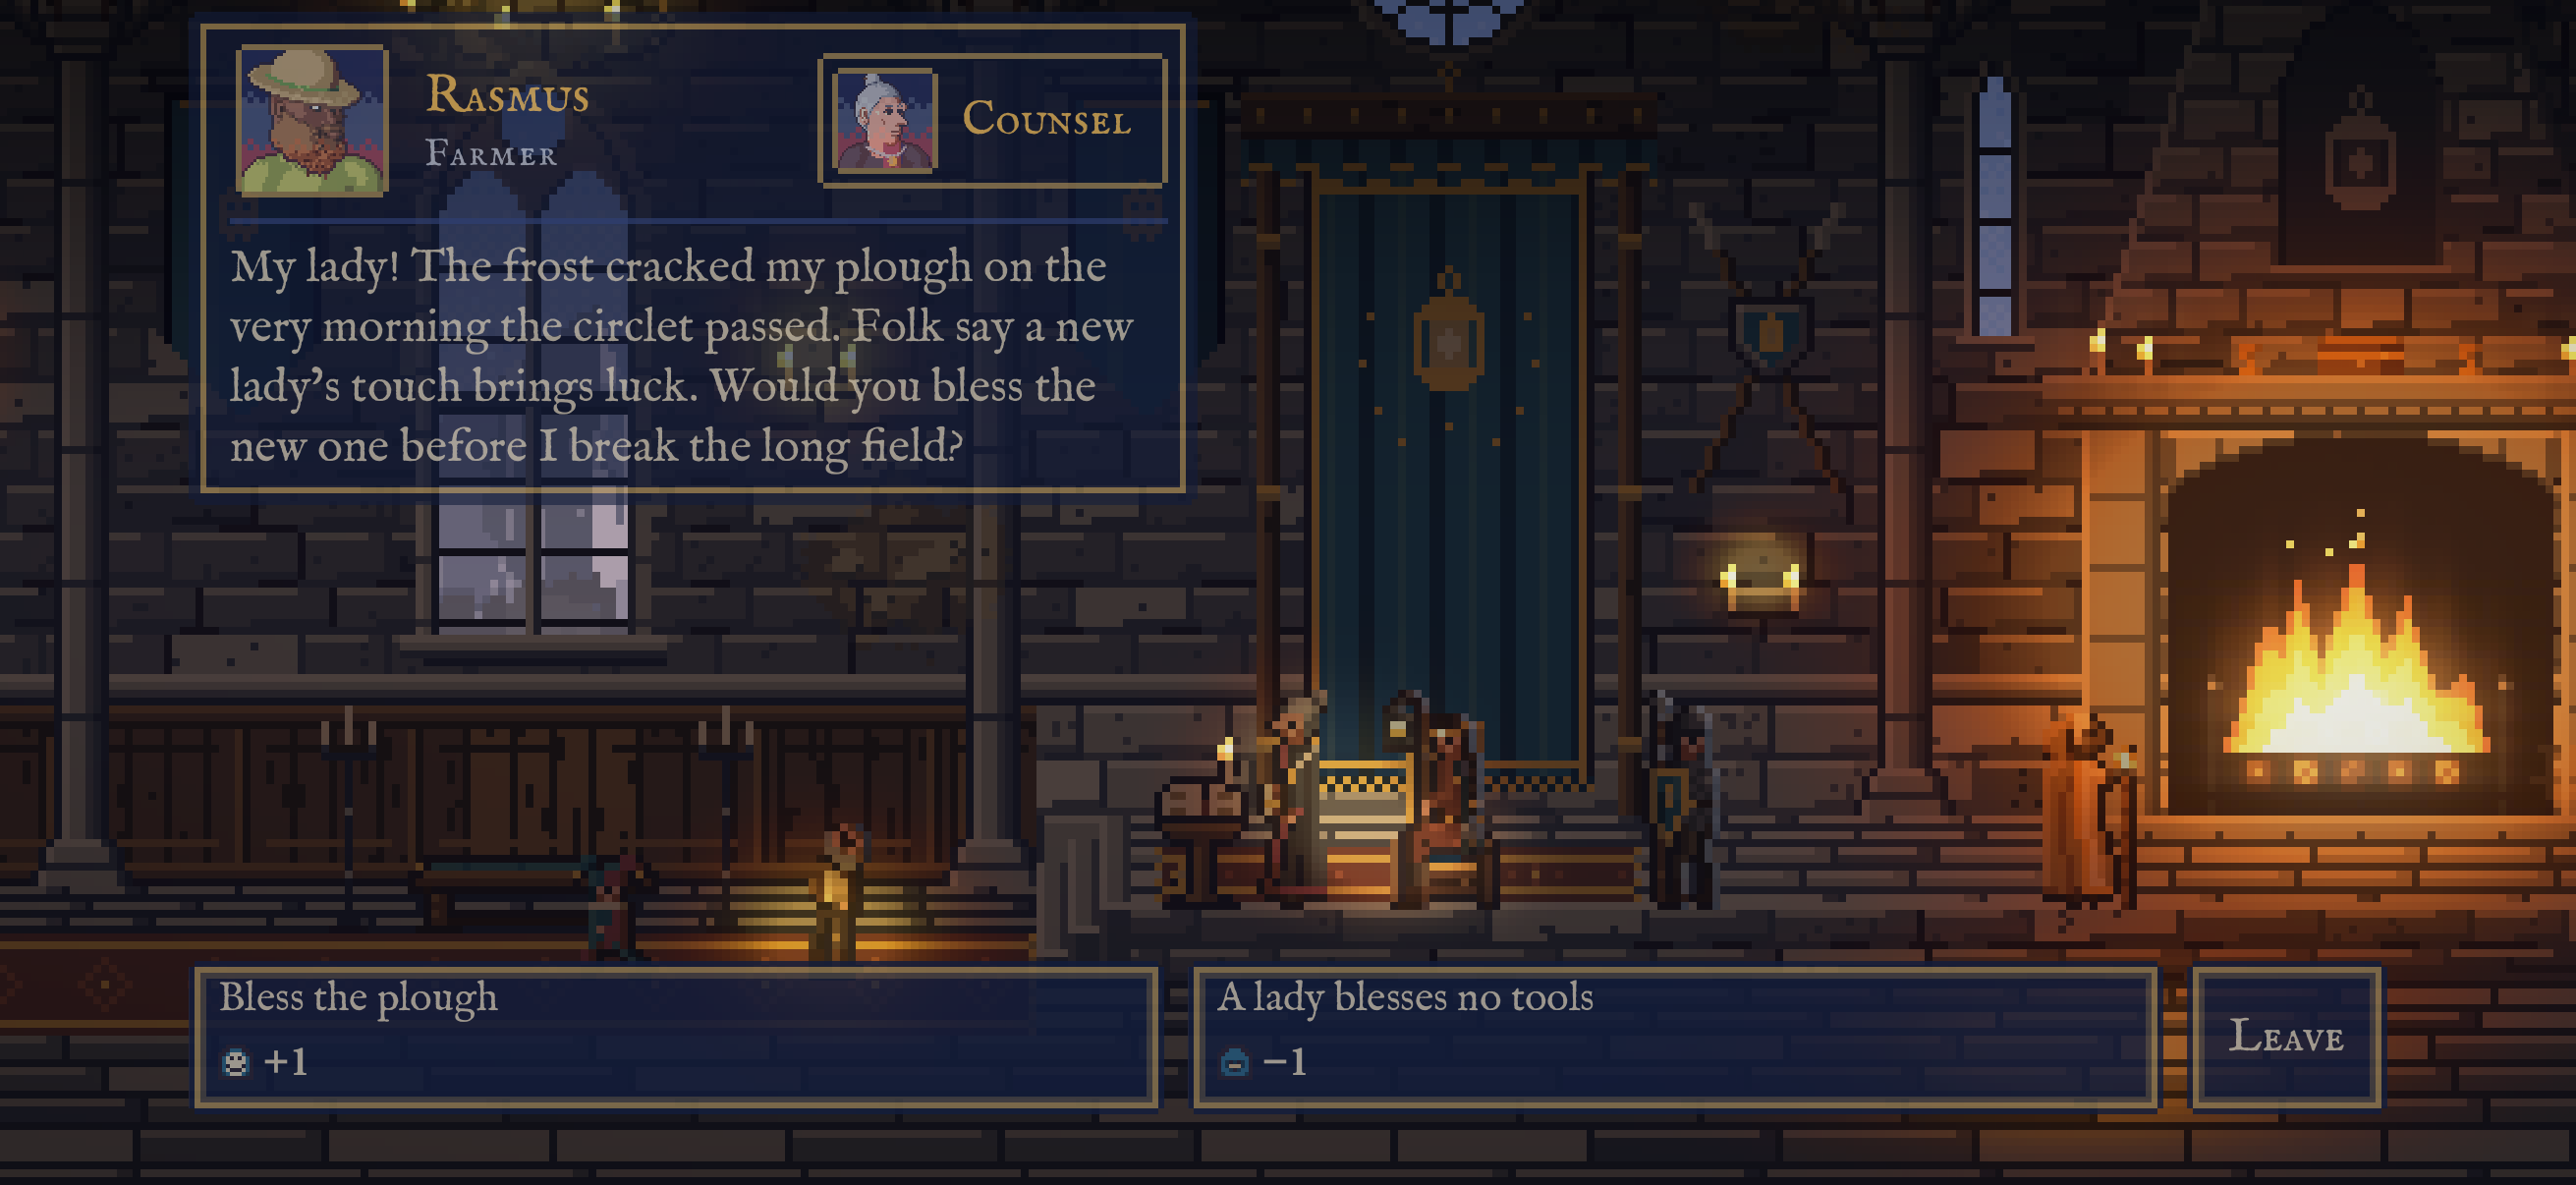 Rasmus
Farmer
Counsel
My lady! The frost cracked my plough on the
very morning the circlet passed. Folk say a new
lady’s touch brings luck. Would you bless the
new one before I break the long field?
Bless the plough
+1
A lady blesses no tools
−1
Leave